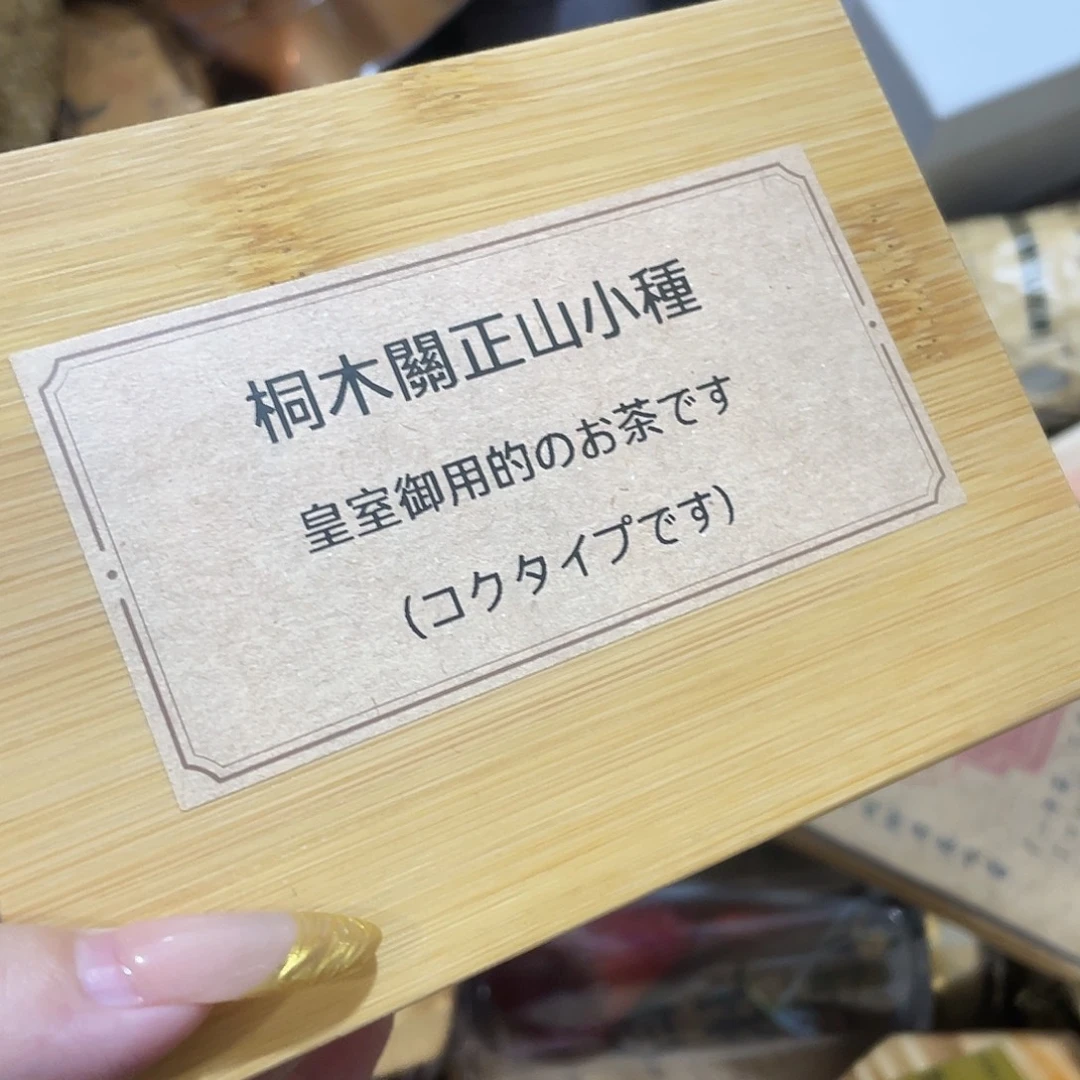 桐木關正山小種
皇室御用的のお茶です
(コクタイプです)